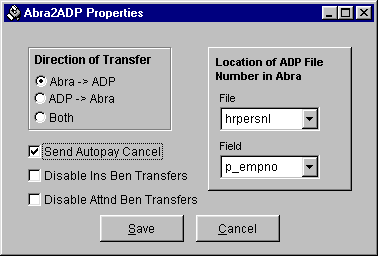 Abra2ADP Properties
Direction of Transfer
Abra -> ADP
ADP -> Abra
Both
Send Autopay Cancel
Disable Ins Ben Transfers
Disable Attnd Ben Transfers
Location of ADP File
Number in Abra
File
hrpersnl
Field
p_empno
Save
Cancel